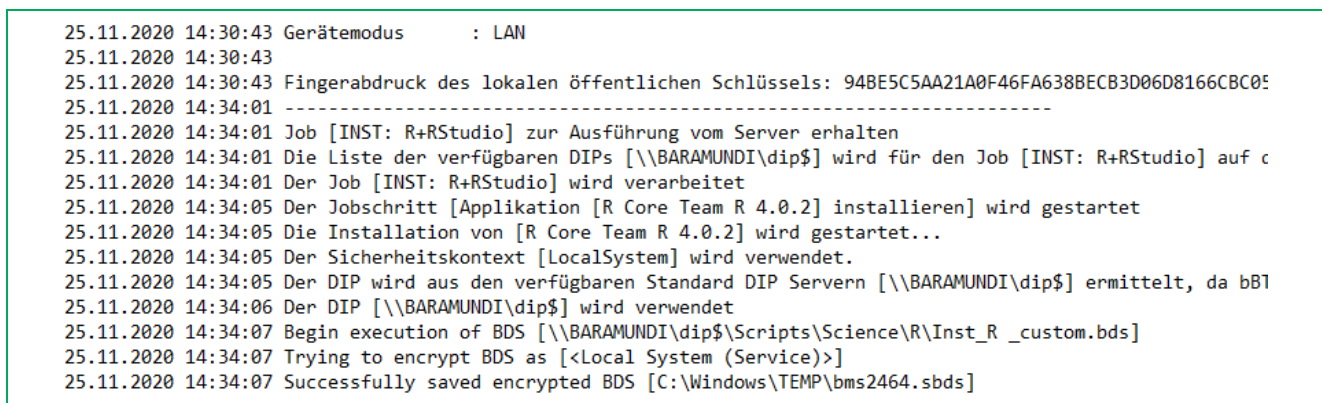 25.11.2020 14:30:43 Gerätemodus      : LAN
25.11.2020 14:30:43
25.11.2020 14:30:43 Fingerabdruck des lokalen öffentlichen Schlüssels: 94BE5C5AA21A0F46FA638BECB3D06D8166CBC05
25.11.2020 14:34:01 ----------------------------------------------------------------------
25.11.2020 14:34:01 Job [INST: R+RStudio] zur Ausführung vom Server erhalten
25.11.2020 14:34:01 Die Liste der verfügbaren DIPs [\\BARAMUNDI\dip$] wird für den Job [INST: R+RStudio] auf
25.11.2020 14:34:01 Der Job [INST: R+RStudio] wird verarbeitet
25.11.2020 14:34:05 Der Jobschritt [Applikation [R Core Team R 4.0.2] installieren] wird gestartet
25.11.2020 14:34:05 Die Installation von [R Core Team R 4.0.2] wird gestartet...
25.11.2020 14:34:05 Der Sicherheitskontext [LocalSystem] wird verwendet.
25.11.2020 14:34:05 Der DIP wird aus den verfügbaren Standard DIP Servern [\\BARAMUNDI\dip$] ermittelt, da
25.11.2020 14:34:06 Der DIP [\\BARAMUNDI\dip$] wird verwendet
25.11.2020 14:34:07 Begin execution of BDS [\\BARAMUNDI\dip$\Scripts\Science\R\Inst_R _custom.bds]
25.11.2020 14:34:07 Trying to encrypt BDS as [<Local System (Service)>]
25.11.2020 14:34:07 Successfully saved encrypted BDS [C:\Windows\TEMP\bms2464.sbds]